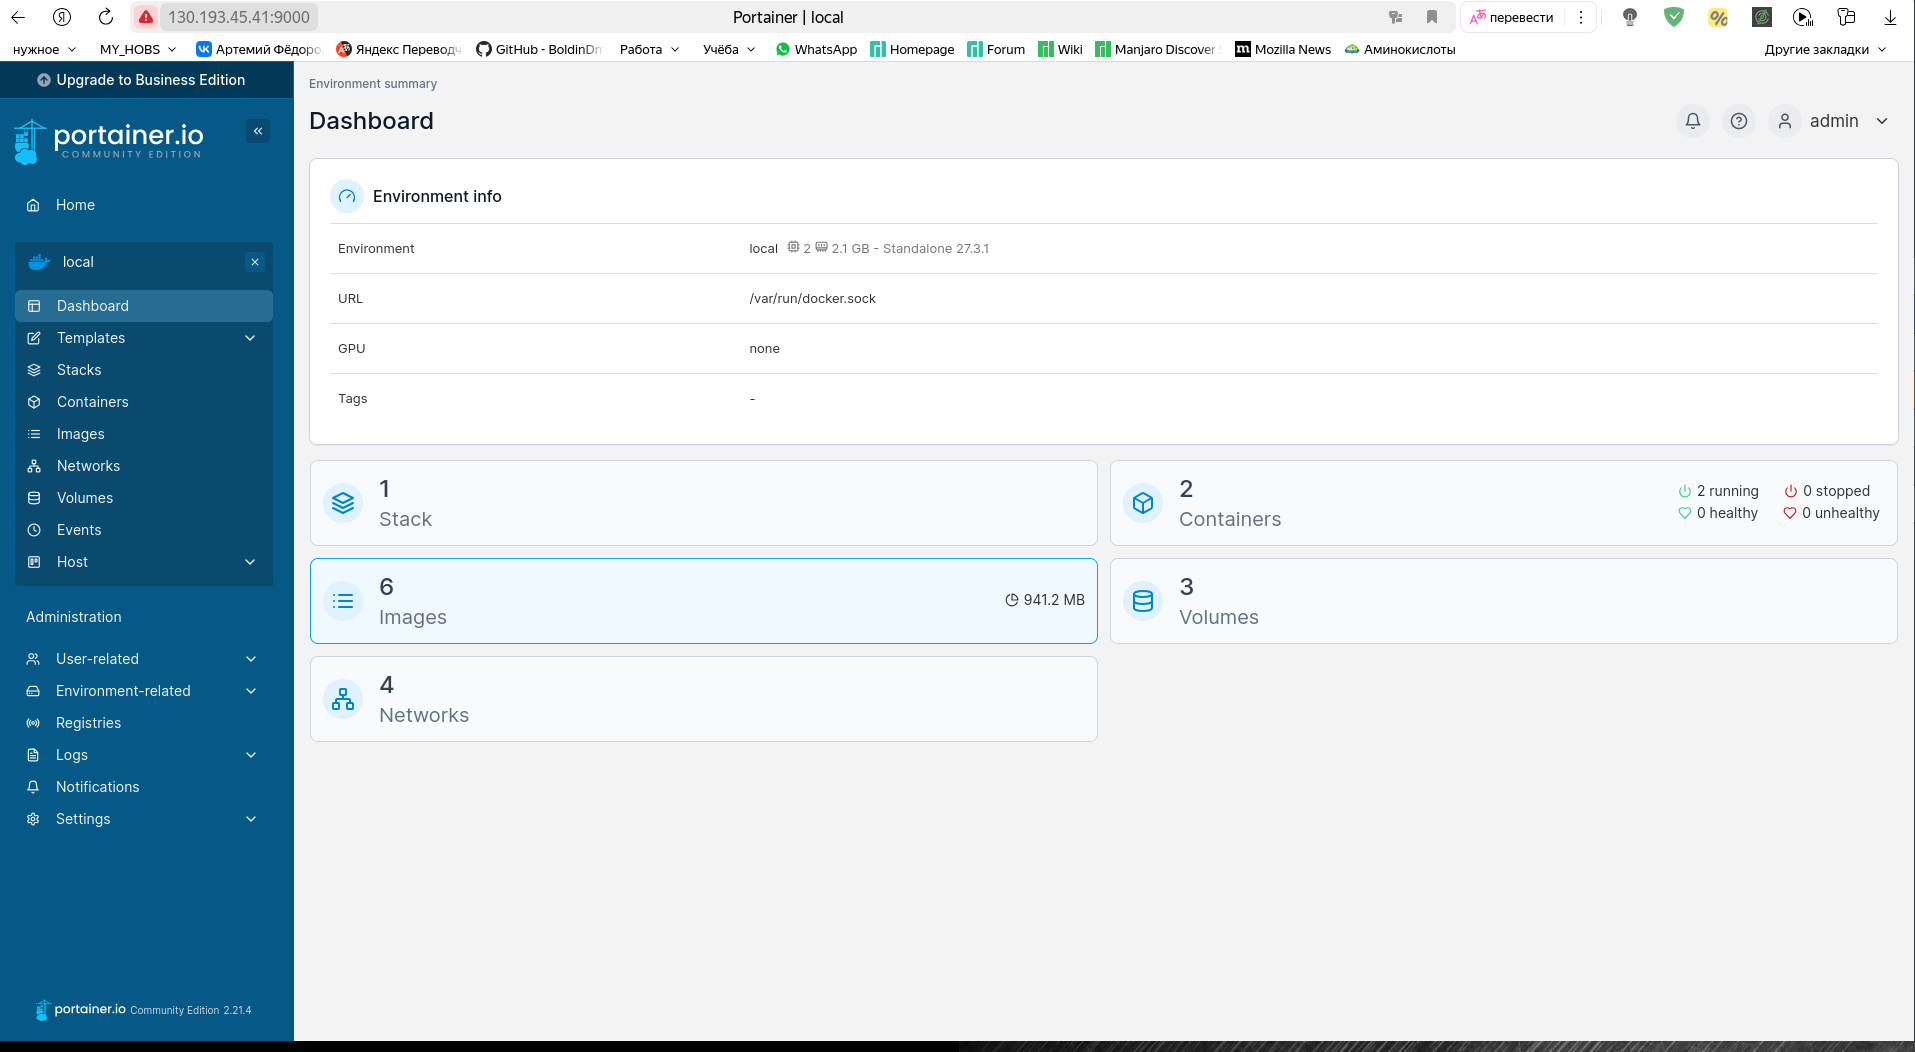 130.193.45.41:9000
Portainer | local
перевести
нужное
MY_HOBS
Артемий Фёдоро
Яндекс Переводч
GitHub - BoldinDm
Работа
Учёба
WhatsApp
Homepage
Forum
Wiki
Manjaro Discover
Mozilla News
Аминокислоты
Другие закладки
Upgrade to Business Edition
portainer.io
COMMUNITY EDITION
Home
local
Dashboard
Templates
Stacks
Containers
Images
Networks
Volumes
Events
Host
Administration
User-related
Environment-related
Registries
Logs
Notifications
Settings
portainer.io Community Edition 2.21.4
Environment summary
Dashboard
admin
Environment info
Environment local 2 2.1 GB - Standalone 27.3.1
URL /var/run/docker.sock
GPU none
Tags -
1
Stack
2
Containers
2 running 0 stopped
0 healthy 0 unhealthy
6
Images
941.2 MB
3
Volumes
4
Networks